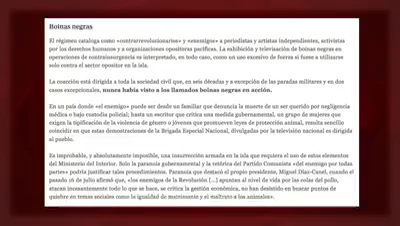 Boinas negras
El régimen cataloga como «contrarrevolucionarios» y «enemigos» a periodistas y artistas independientes, activistas
por los derechos humanos y a organizaciones opositoras pacíficas. La exhibición y televisación de boinas negras en
operaciones de contrainsurgencia es interpretado, en todo caso, como un uso excesivo de fuerza al fuese a utilizarse
solo contra el sector opositor en la isla.
La coacción está dirigida a toda la sociedad civil que, en seis décadas y a excepción de las paradas militares y en dos
casos excepcionales, nunca había visto a los llamados boinas negras en acción.
En un país donde «el enemigo» puede ser desde un familiar que denuncia la muerte de un ser querido por negligencia
médica o bajo custodia policial; hasta un escritor que critica una medida gubernamental, un grupo de mujeres que
exigen la tipificación de la violencia de género o jóvenes que promueven leyes de protección animal, resulta sencillo
coincidir en que estas demostraciones de la Brigada Especial Nacional, divulgadas por la televisión nacional es dirigida
al pueblo.
Es improbable, y absolutamente imposible, una insurrección armada en la isla que requiera el uso de estos elementos
del Ministerio del Interior. Solo la paranoia gubernamental y la retórica del Partido Comunista «del enemigo por todas
partes» podría justificar tales procedimientos. Paranoia que destacó el propio presidente, Miguel Díaz-Canel, cuando el
pasado 16 de julio afirmó que, «los enemigos de la Revolución [...] apuntan al nivel de vida por las colas del pollo,
atacan incesantemente todo lo que se hace, se critica la gestión económica, no han desistido en buscar puntos de
quiebre en temas sociales como la igualdad de matrimonio y el maltrato a los animales».